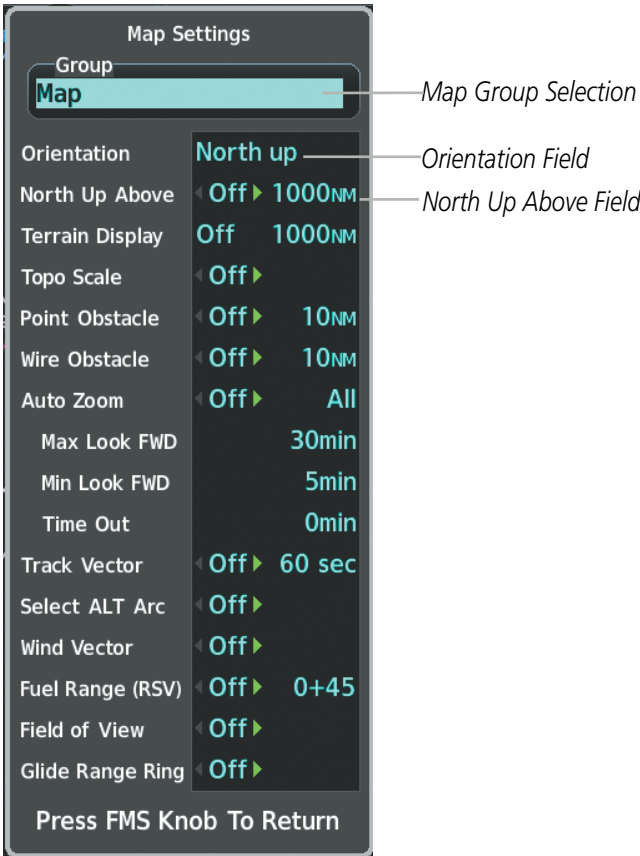 Map Settings
Group
Map
Map Group Selection
Orientation North up
Orientation Field
North Up Above Off 1000NM
North Up Above Field
Terrain Display Off 1000NM
Topo Scale Off
Point Obstacle Off 10NM
Wire Obstacle Off 10NM
Auto Zoom Off All
Max Look FWD 30min
Min Look FWD 5min
Time Out 0min
Track Vector Off 60 sec
Select ALT Arc Off
Wind Vector Off
Fuel Range (RSV) Off 0+45
Field of View Off
Glide Range Ring Off
Press FMS Knob To Return